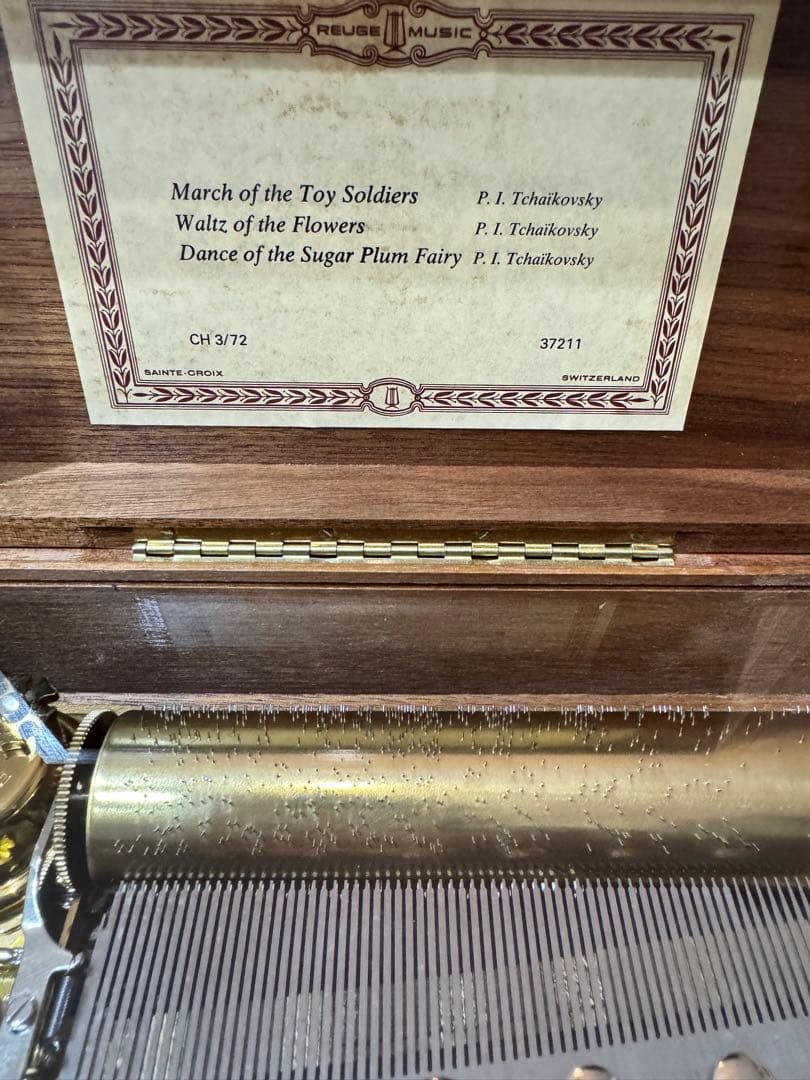 REUGE MUSIC
March of the Toy Soldiers P. I. Tchaïkovsky
Waltz of the Flowers P. I. Tchaïkovsky
Dance of the Sugar Plum Fairy P. I. Tchaïkovsky
CH 3/72 37211
SAINTE-CROIX SWITZERLAND